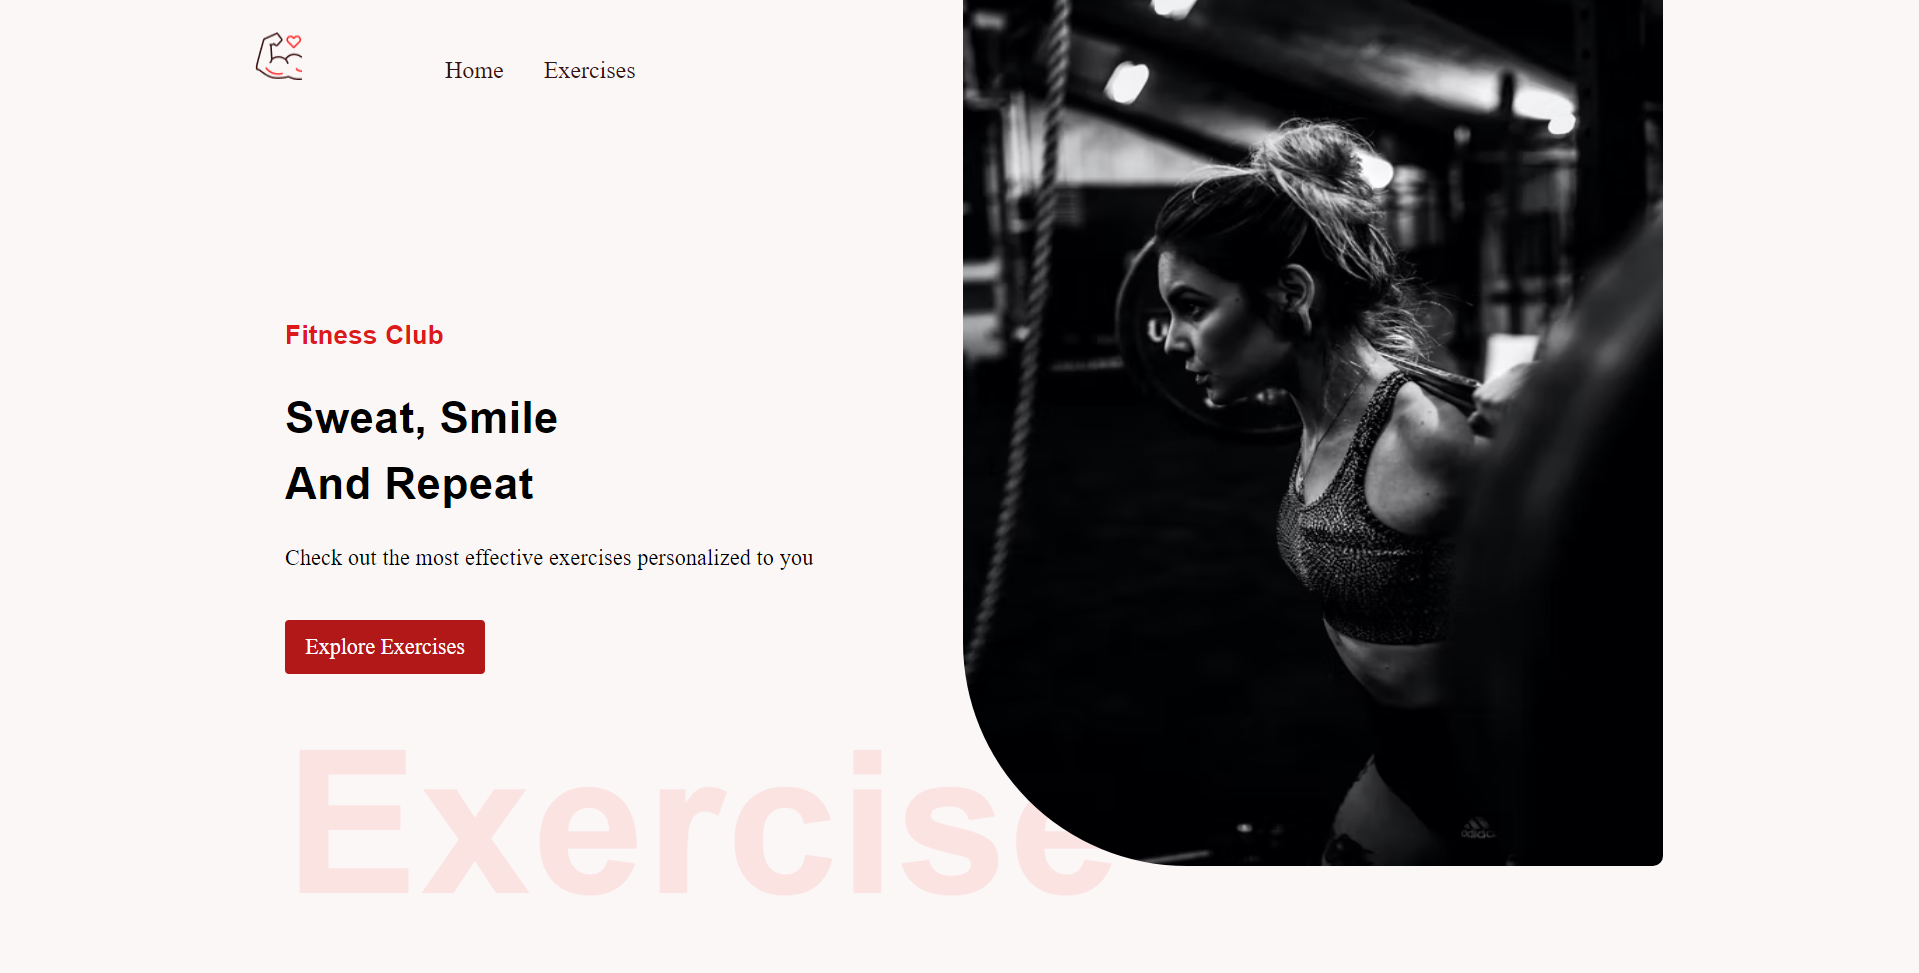 Home
Exercises
Fitness Club
Sweat, Smile
And Repeat
Check out the most effective exercises personalized to you
Explore Exercises
Exercise
adidas